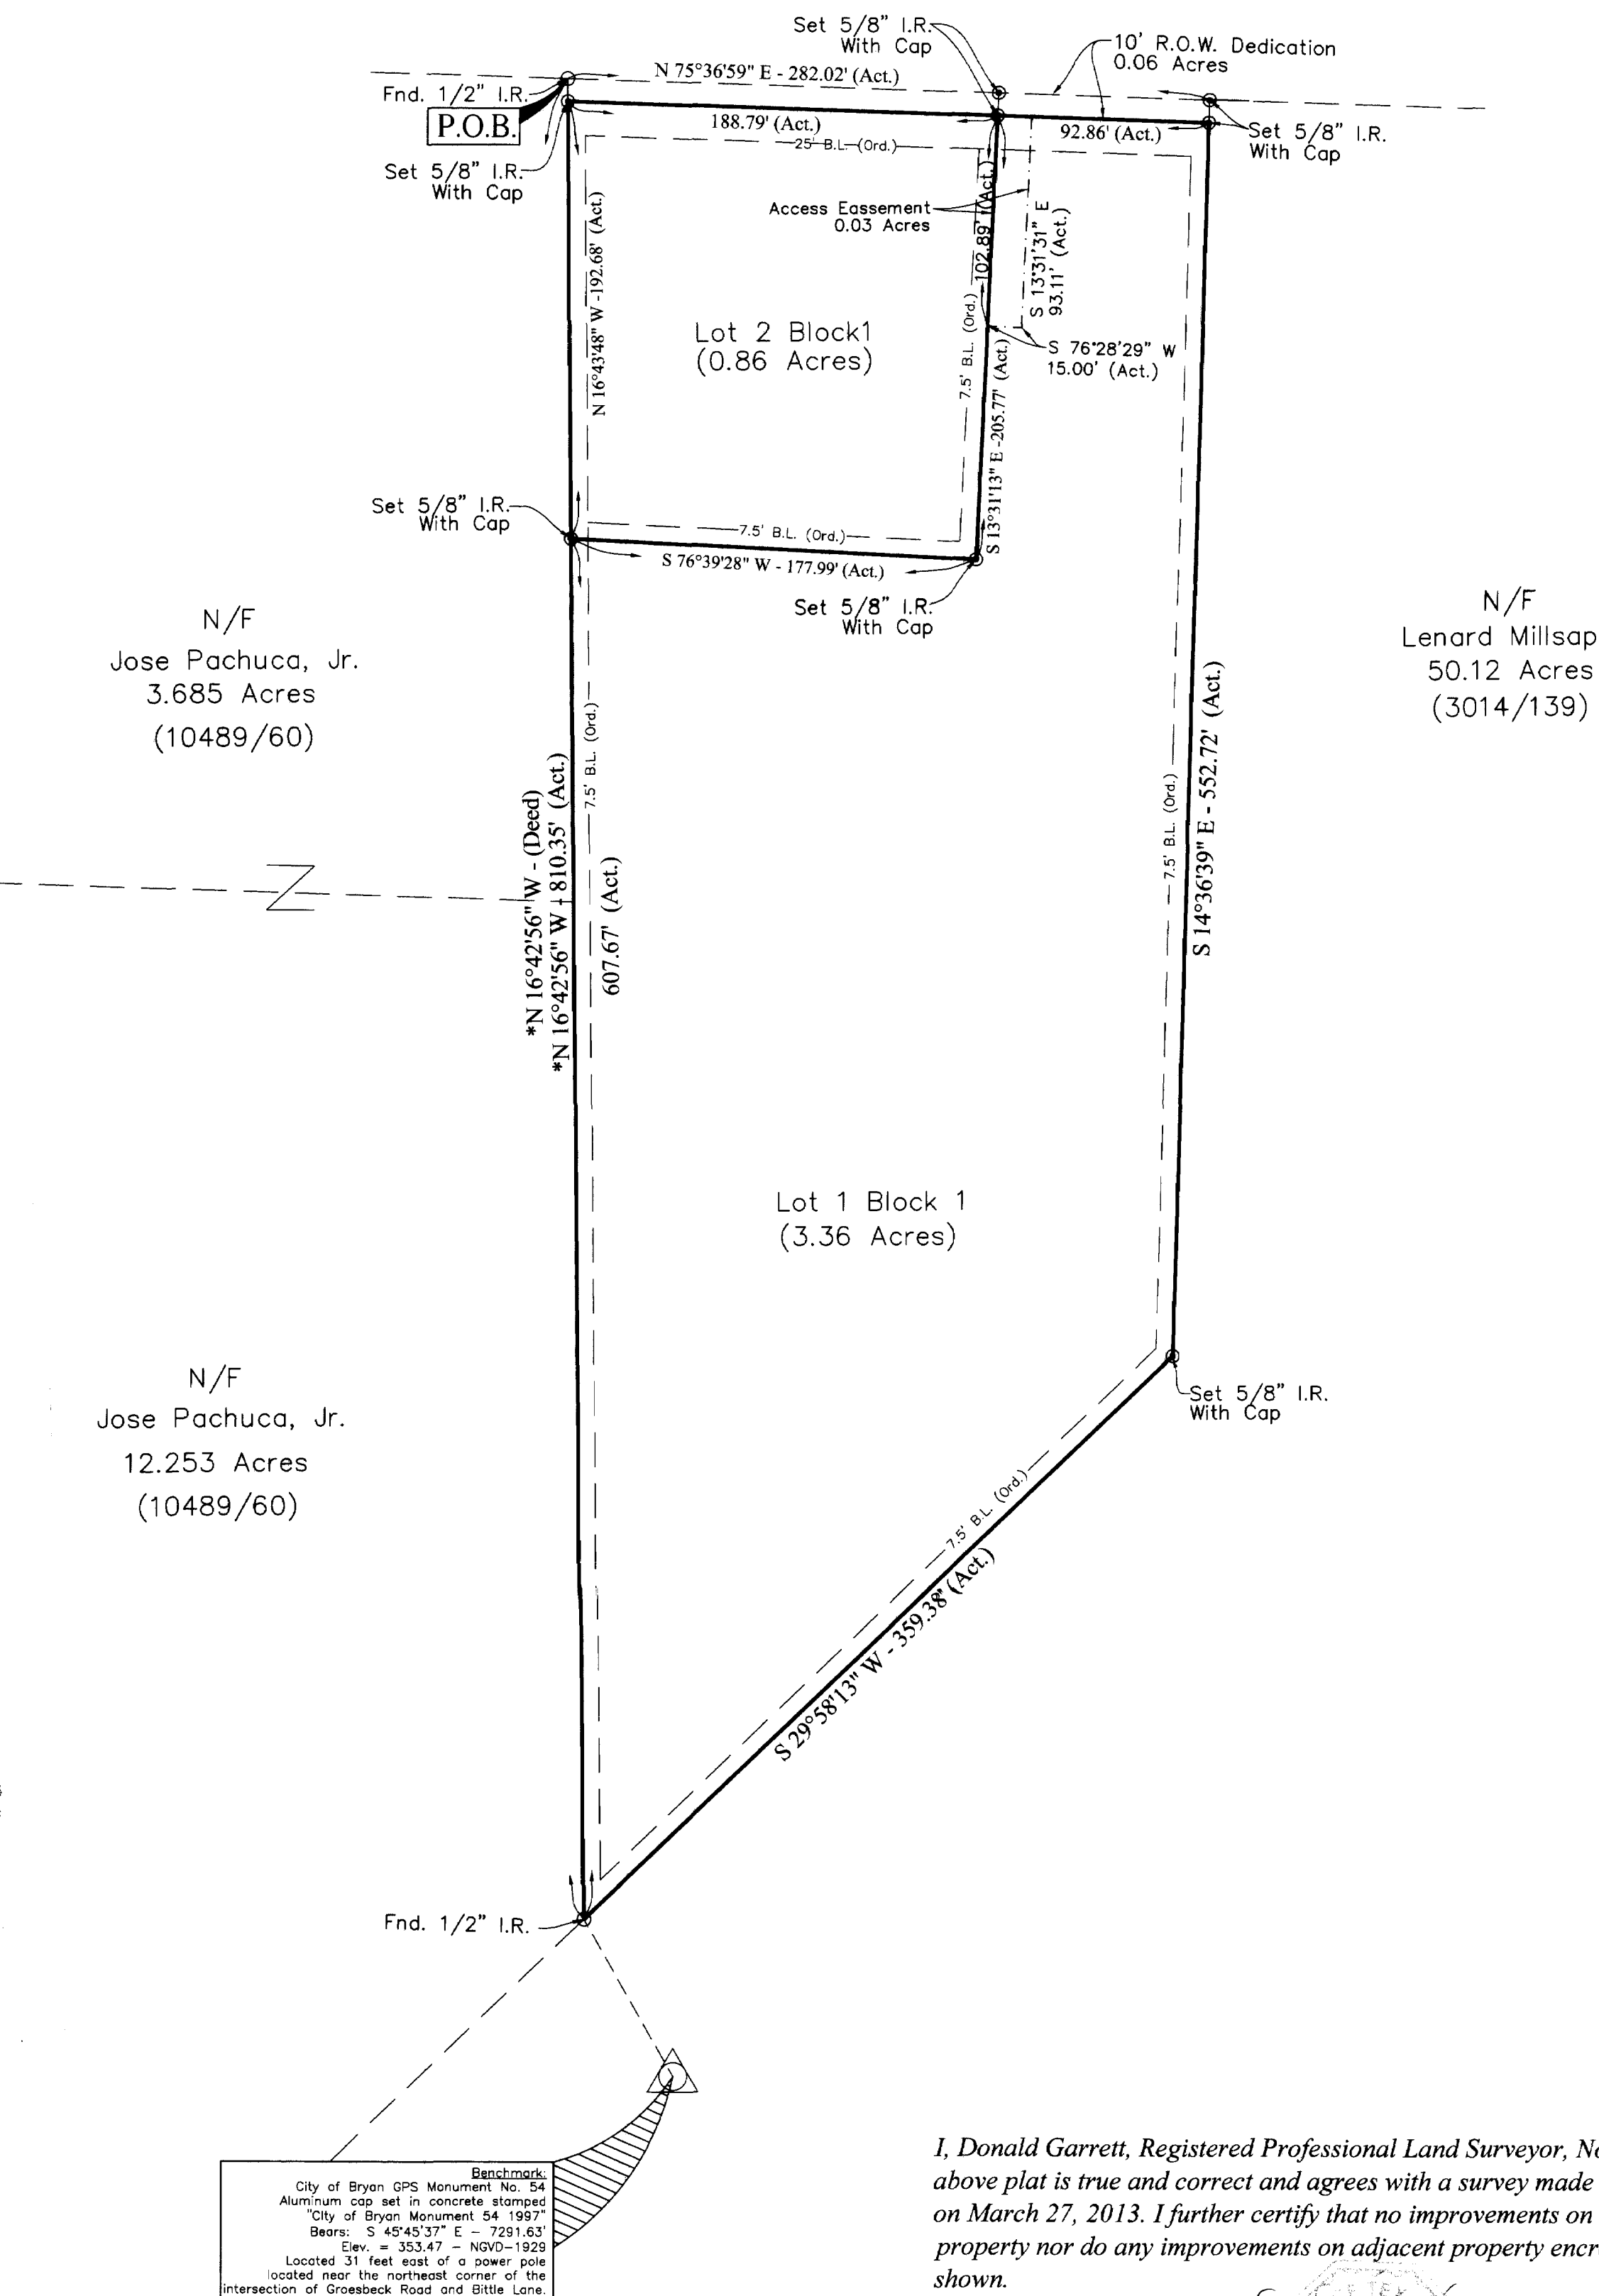 Set 5/8" I.R.
With Cap
10' R.O.W. Dedication
0.06 Acres
N 75°36'59" E - 282.02' (Act.)
Fnd. 1/2" I.R.
P.O.B.
188.79' (Act.)
92.86' (Act.)
Set 5/8" I.R.
With Cap
25' B.L. (Ord.)
Set 5/8" I.R.
With Cap
N 16°43'48" W -192.68' (Act.)
Access Eassement
0.03 Acres
102.89' (Act.)
S 13°31'31" E
93.11' (Act.)
7.5' B.L. (Ord.)
Lot 2 Block1
(0.86 Acres)
S 76°28'29" W
15.00' (Act.)
S 13°31'13" E -205.77' (Act.)
Set 5/8" I.R.
With Cap
7.5' B.L. (Ord.)
S 76°39'28" W - 177.99' (Act.)
Set 5/8" I.R.
With Cap
N/F
Jose Pachuca, Jr.
3.685 Acres
(10489/60)
N/F
Lenard Millsap
50.12 Acres
(3014/139)
7.5' B.L. (Ord.)
*N 16°42'56" W - (Deed)
*N 16°42'56" W - 810.35' (Act.)
607.67' (Act.)
7.5' B.L. (Ord.)
S 14°36'39" E - 552.72' (Act.)
Lot 1 Block 1
(3.36 Acres)
N/F
Jose Pachuca, Jr.
12.253 Acres
(10489/60)
Set 5/8" I.R.
With Cap
7.5' B.L. (Ord.)
S 29°58'13" W - 359.38' (Act.)
Fnd. 1/2" I.R.
Benchmark:
City of Bryan GPS Monument No. 54
Aluminum cap set in concrete stamped
"City of Bryan Monument 54 1997"
Bears: S 45°45'37" E - 7291.63'
Elev. = 353.47 - NGVD-1929
Located 31 feet east of a power pole
located near the northeast corner of the
intersection of Groesbeck Road and Bittle Lane.
I, Donald Garrett, Registered Professional Land Surveyor, No
above plat is true and correct and agrees with a survey made
on March 27, 2013. I further certify that no improvements on
property nor do any improvements on adjacent property encr
shown.